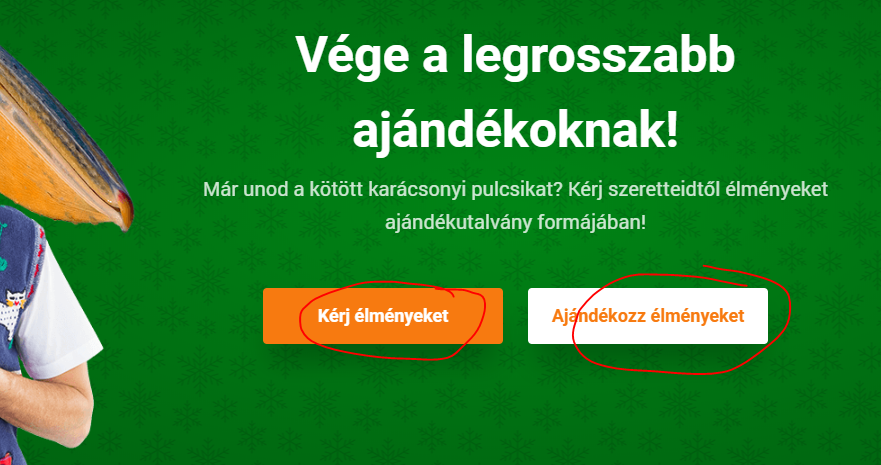 Vége a legrosszabb
ajándékoknak!
Már unod a kötött karácsonyi pulcsikat? Kérj szeretteidtől élményeket
ajándékutalvány formájában!
Kérj élményeket
Ajándékozz élményeket